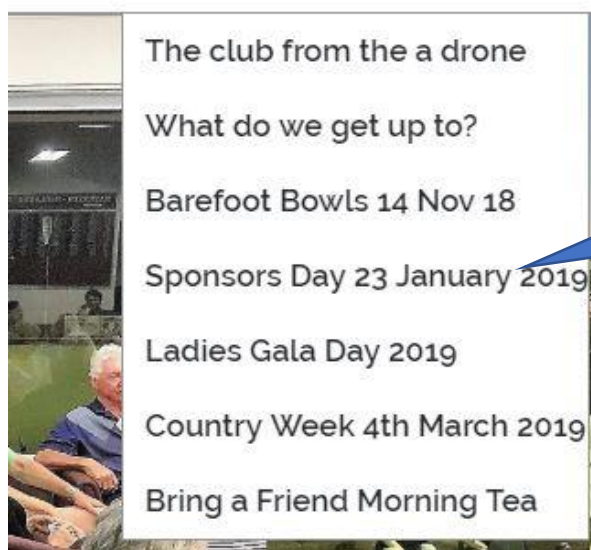 The club from the a drone
What do we get up to?
Barefoot Bowls 14 Nov 18
Sponsors Day 23 January 2019
Ladies Gala Day 2019
Country Week 4th March 2019
Bring a Friend Morning Tea